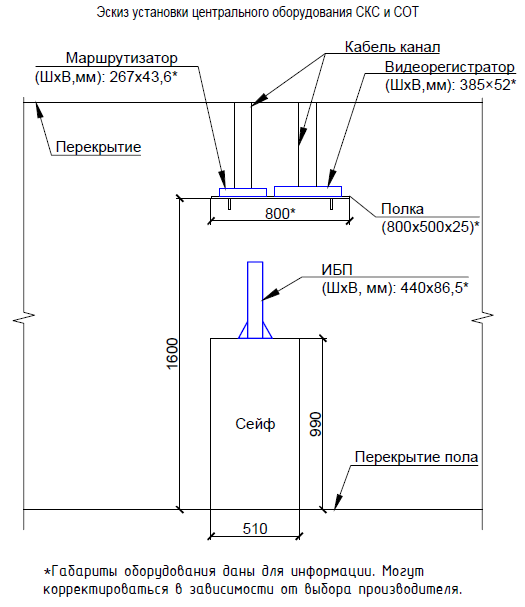 Эскиз установки центрального оборудования СКС и СОТ
Кабель канал
Маршрутизатор
(ШхВ,мм): 267х43,6*
Видеорегистратор
(ШхВ,мм): 385×52*
Перекрытие
800*
Полка
(800х500х25)*
ИБП
(ШхВ, мм): 440х86,5*
1600
Сейф
990
Перекрытие пола
510
*Габариты оборудования даны для информации. Могут
корректироваться в зависимости от выбора производителя.